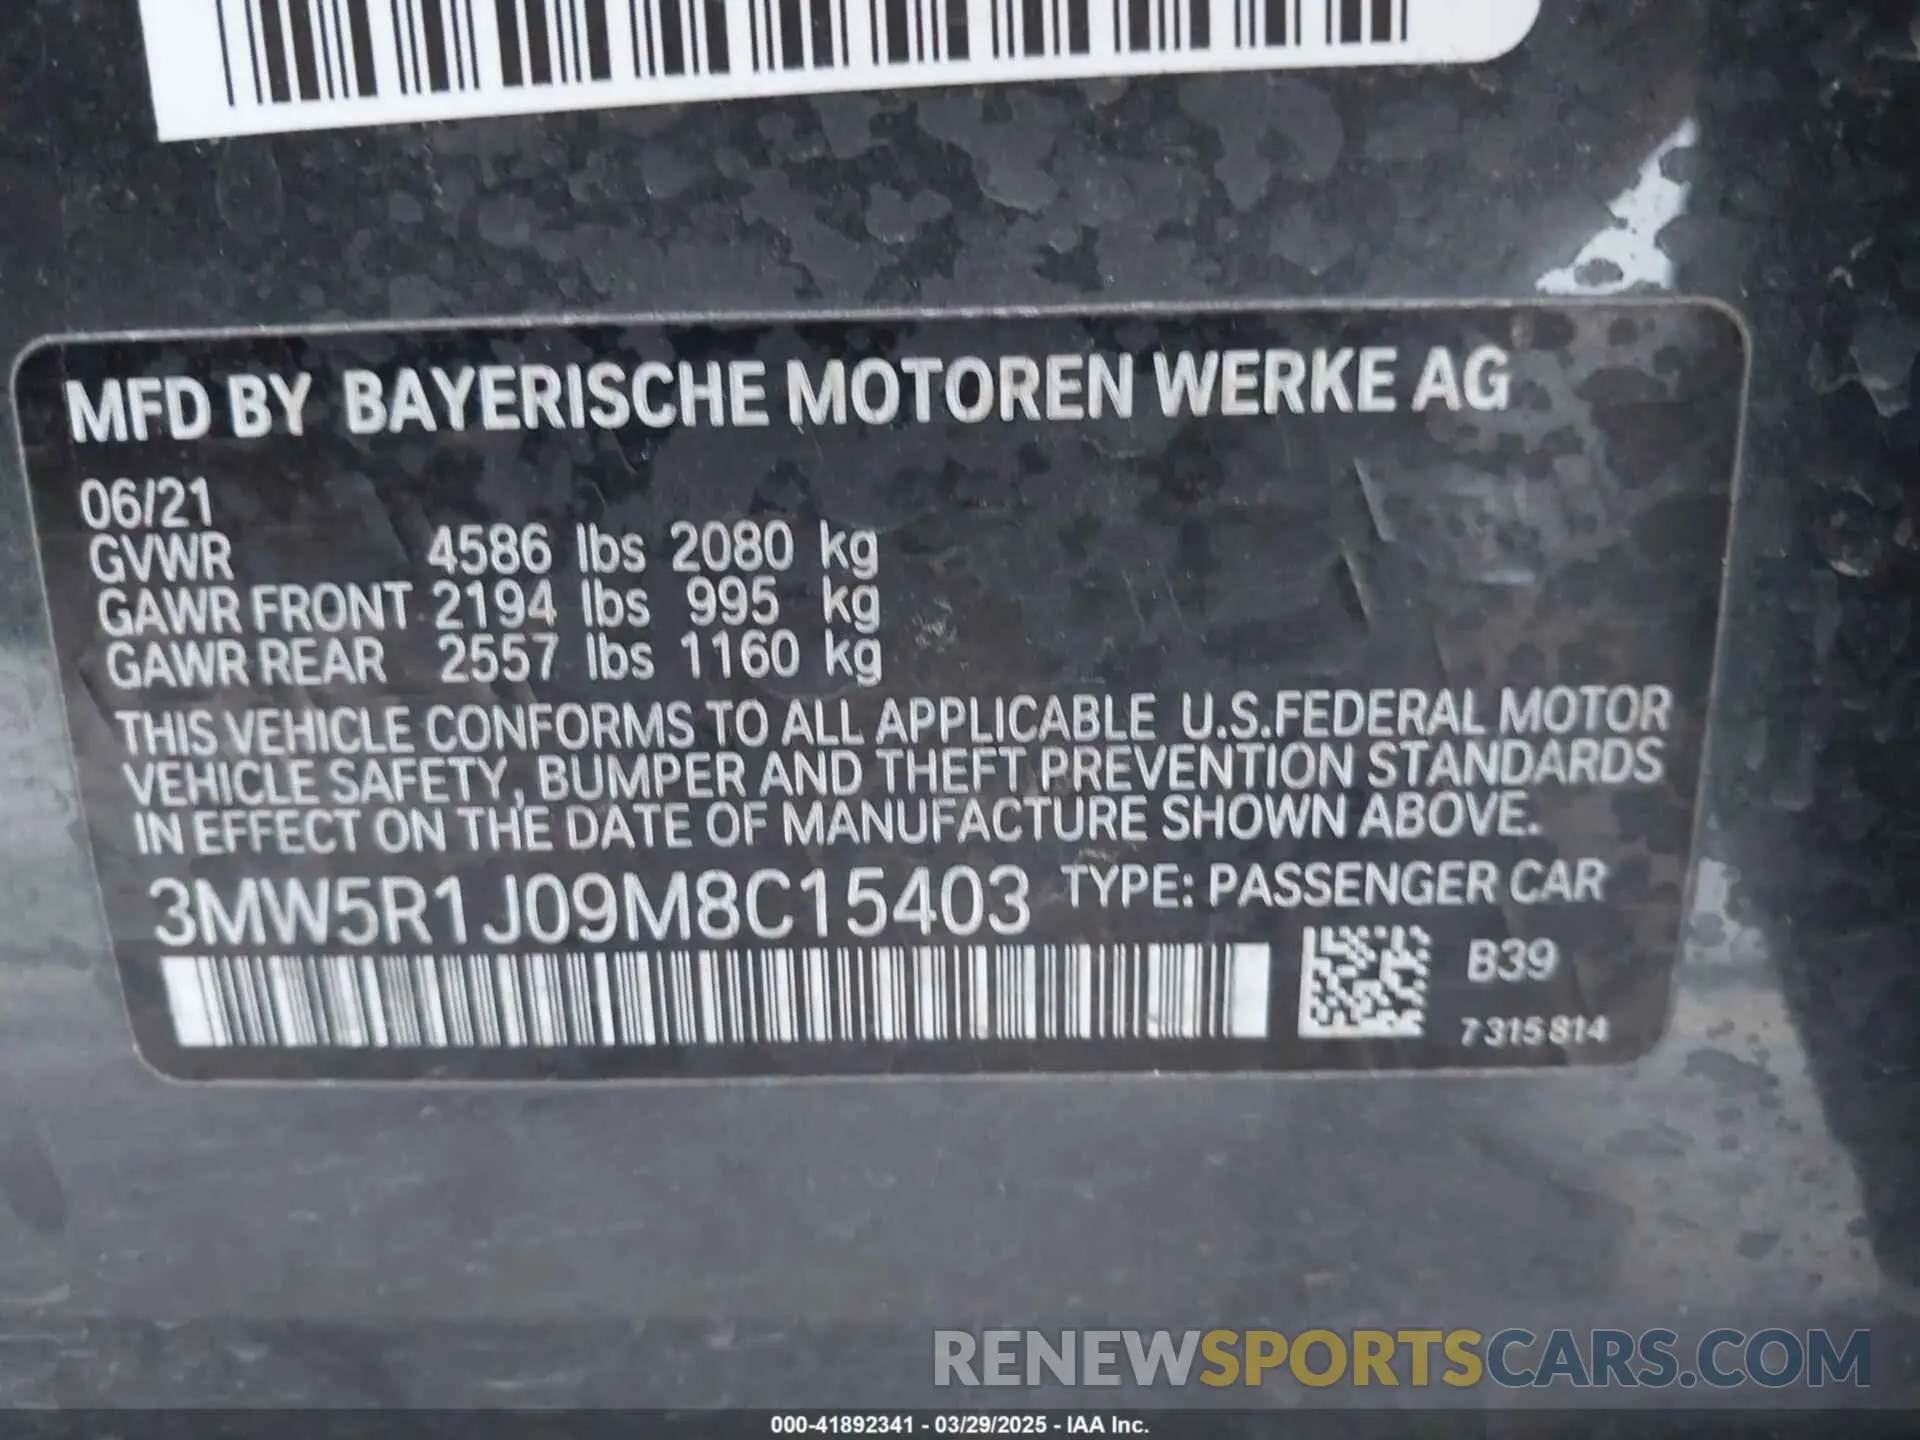 MFD BY BAYERISCHE MOTOREN WERKE AG
06/21
GVWR 4586 lbs 2080 kg
GAWR FRONT 2194 lbs 995 kg
GAWR REAR 2557 lbs 1160 kg
THIS VEHICLE CONFORMS TO ALL APPLICABLE U.S.FEDERAL MOTOR
VEHICLE SAFETY, BUMPER AND THEFT PREVENTION STANDARDS
IN EFFECT ON THE DATE OF MANUFACTURE SHOWN ABOVE.
3MW5R1J09M8C15403 TYPE: PASSENGER CAR
B39
7315814
RENEWSPORTSCARS.COM
000-41892341 - 03/29/2025 - IAA Inc.